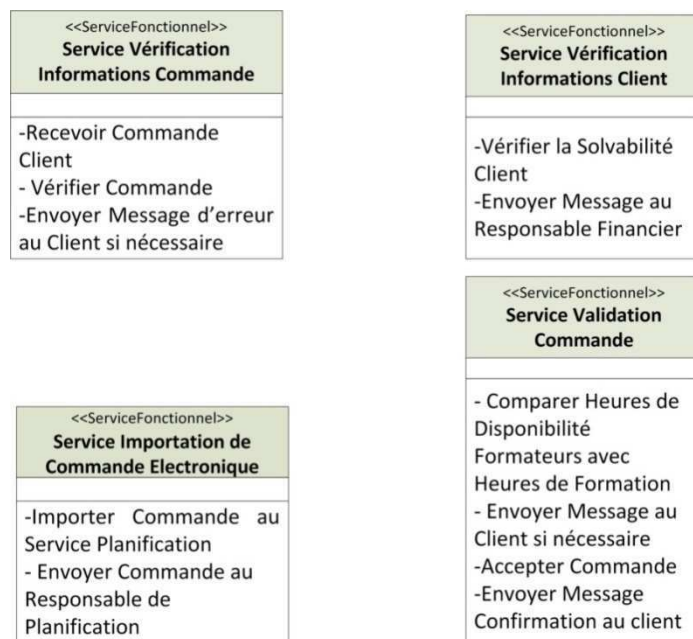 <<ServiceFonctionnel>>
Service Vérification
Informations Commande
-Recevoir Commande
Client
- Vérifier Commande
-Envoyer Message d’erreur
au Client si nécessaire
<<ServiceFonctionnel>>
Service Vérification
Informations Client
-Vérifier la Solvabilité
Client
-Envoyer Message au
Responsable Financier
<<ServiceFonctionnel>>
Service Importation de
Commande Electronique
-Importer Commande au
Service Planification
- Envoyer Commande au
Responsable de
Planification
<<ServiceFonctionnel>>
Service Validation
Commande
- Comparer Heures de
Disponibilité
Formateurs avec
Heures de Formation
- Envoyer Message au
Client si nécessaire
-Accepter Commande
-Envoyer Message
Confirmation au client